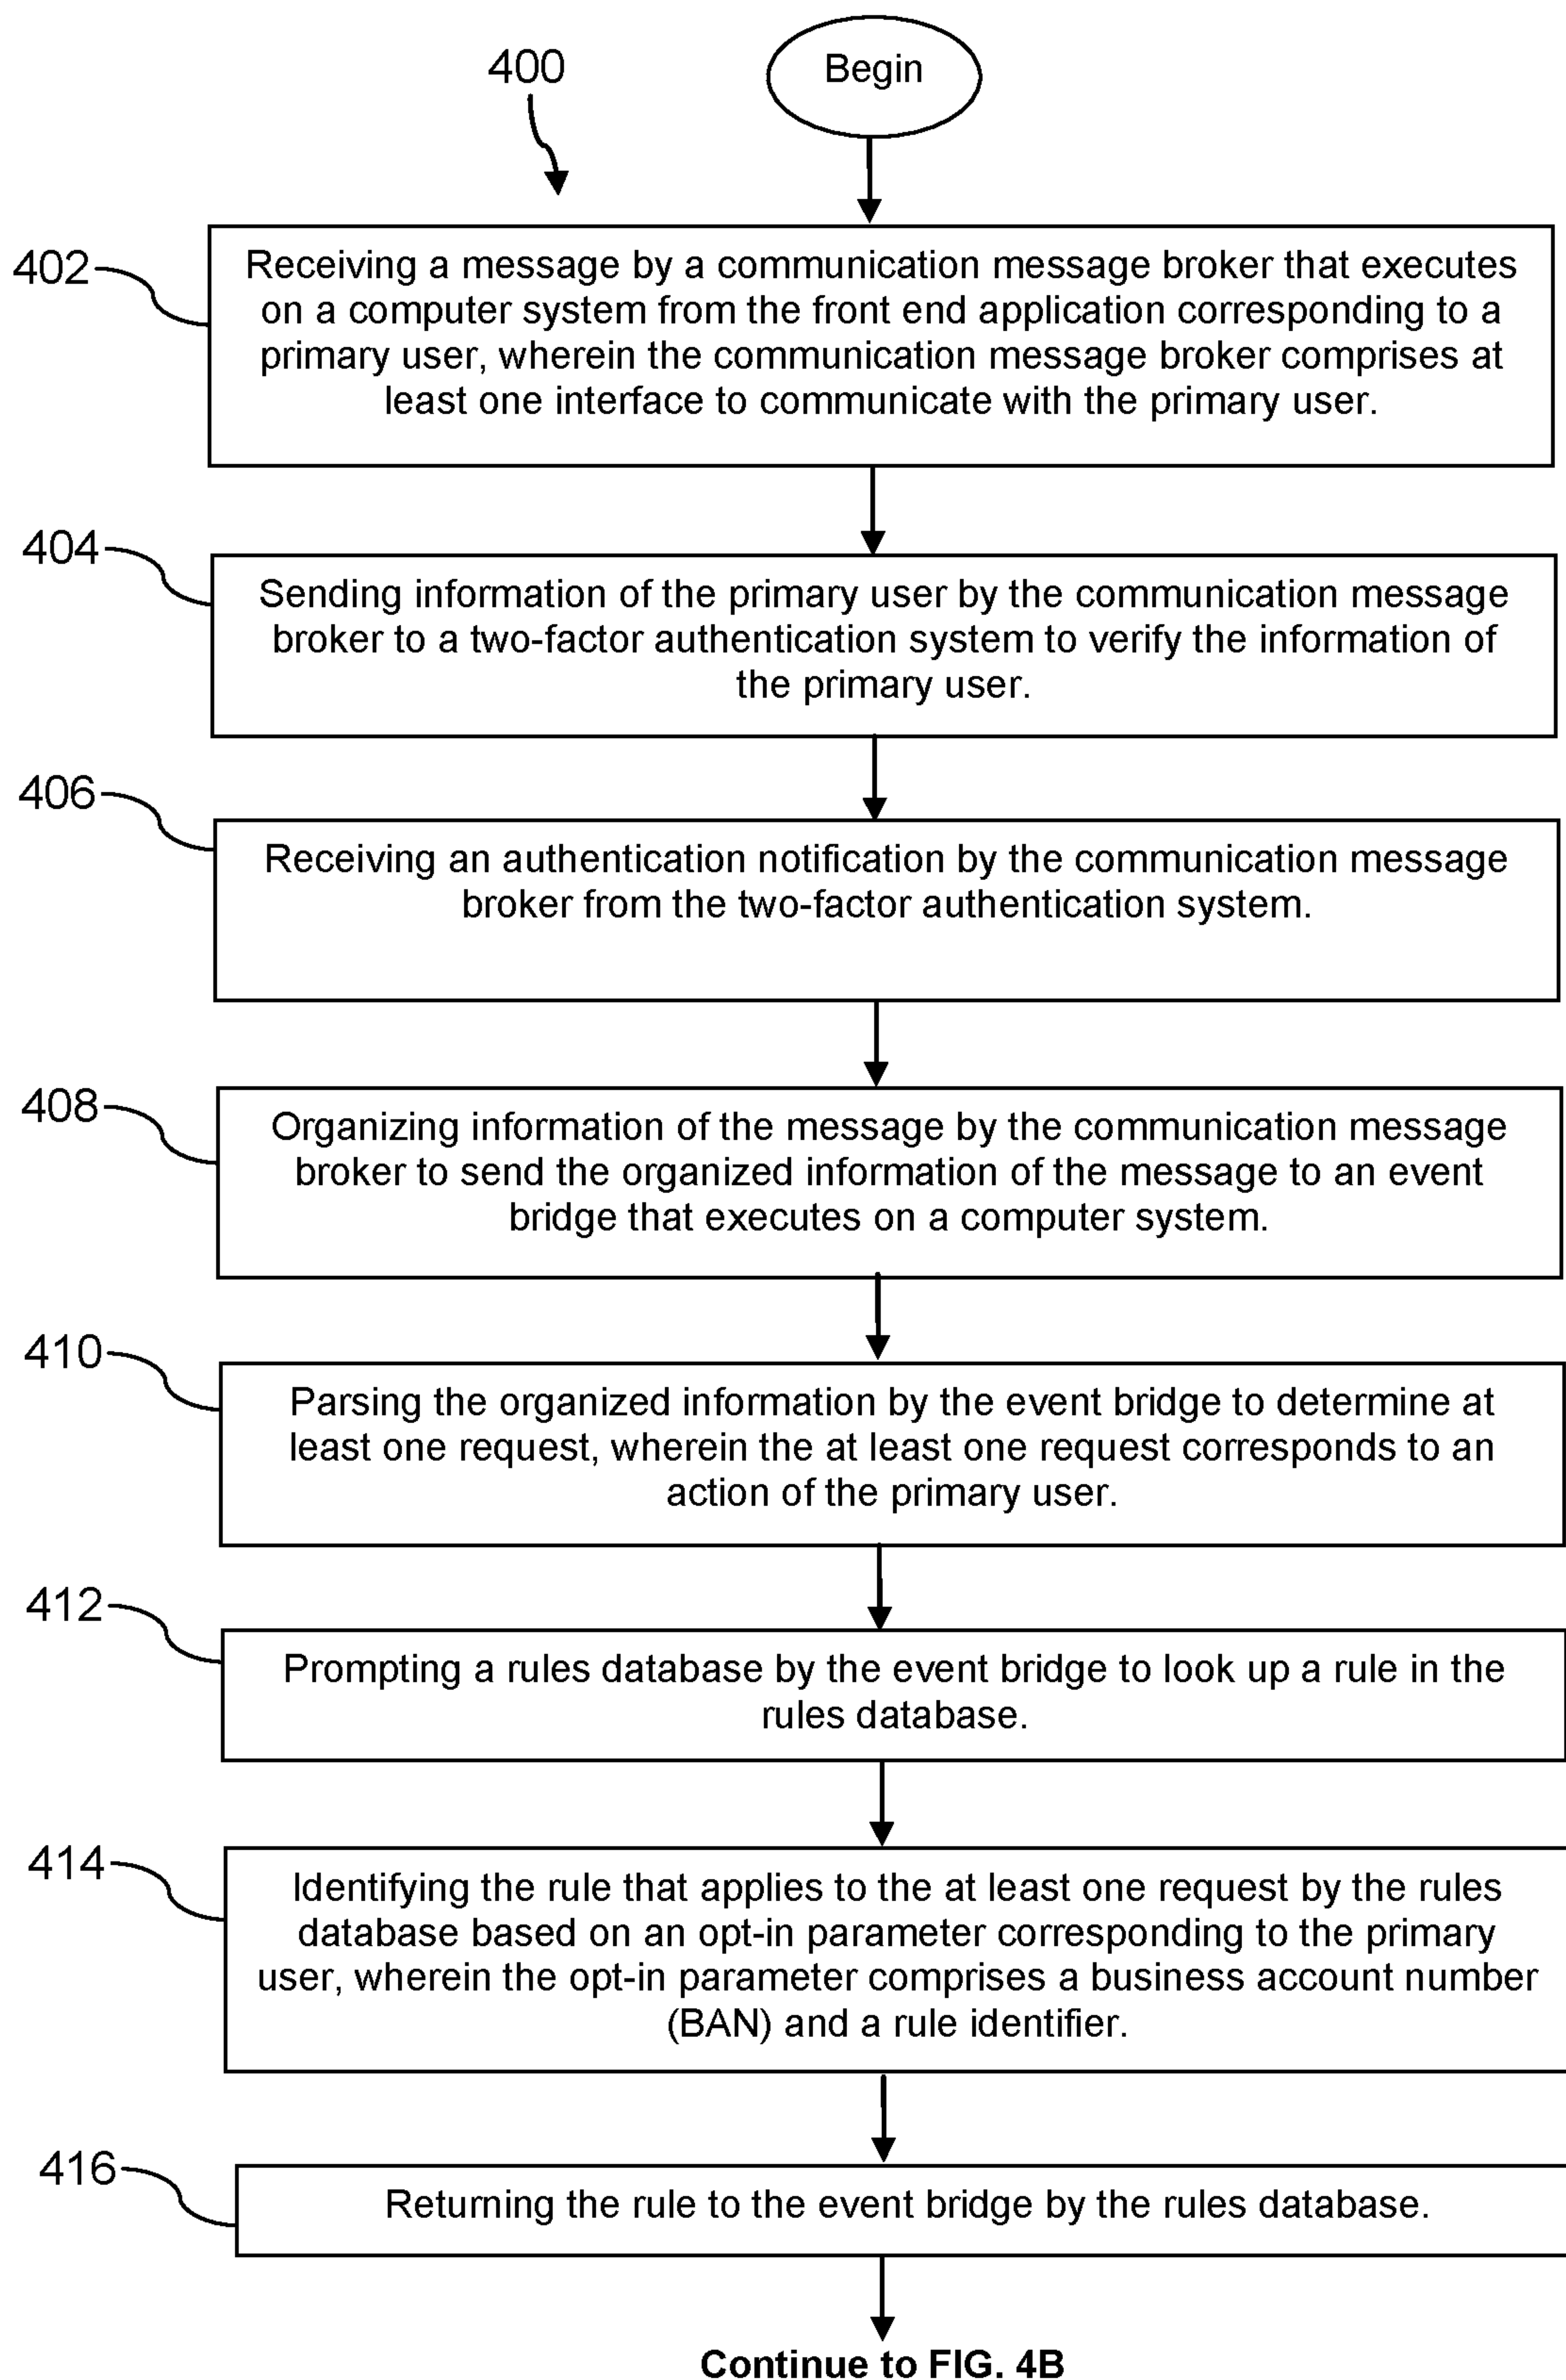 400
Begin
402
Receiving a message by a communication message broker that executes
on a computer system from the front end application corresponding to a
primary user, wherein the communication message broker comprises at
least one interface to communicate with the primary user.
404
Sending information of the primary user by the communication message
broker to a two-factor authentication system to verify the information of
the primary user.
406
Receiving an authentication notification by the communication message
broker from the two-factor authentication system.
408
Organizing information of the message by the communication message
broker to send the organized information of the message to an event
bridge that executes on a computer system.
410
Parsing the organized information by the event bridge to determine at
least one request, wherein the at least one request corresponds to an
action of the primary user.
412
Prompting a rules database by the event bridge to look up a rule in the
rules database.
414
Identifying the rule that applies to the at least one request by the rules
database based on an opt-in parameter corresponding to the primary
user, wherein the opt-in parameter comprises a business account number
(BAN) and a rule identifier.
416
Returning the rule to the event bridge by the rules database.
Continue to FIG. 4B